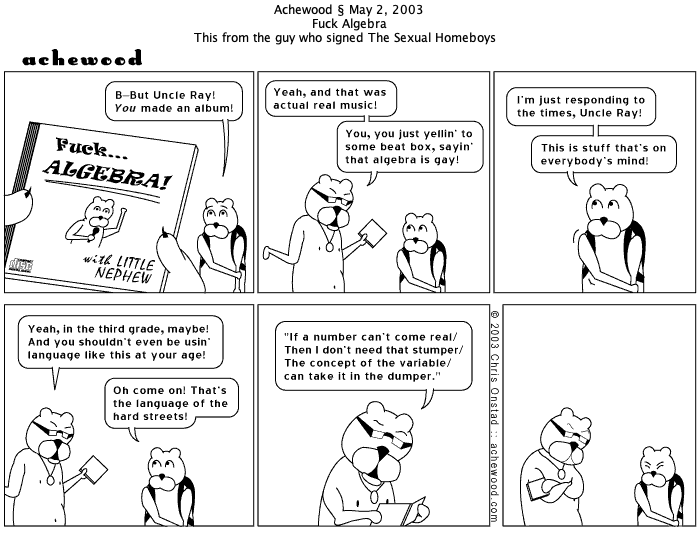 Achewood § May 2, 2003
Fuck Algebra
This from the guy who signed The Sexual Homeboys
achewood
B—But Uncle Ray!
You made an album!
Fuck...
ALGEBRA!
with LITTLE
NEPHEW
disc
Yeah, and that was
actual real music!
You, you just yellin' to
some beat box, sayin'
that algebra is gay!
I'm just responding to
the times, Uncle Ray!
This is stuff that's on
everybody's mind!
Yeah, in the third grade, maybe!
And you shouldn't even be usin'
language like this at your age!
Oh come on! That's
the language of the
hard streets!
"If a number can't come real/
Then I don't need that stumper/
The concept of the variable/
can take it in the dumper."
© 2003 Chris Onstad :: achewood.com